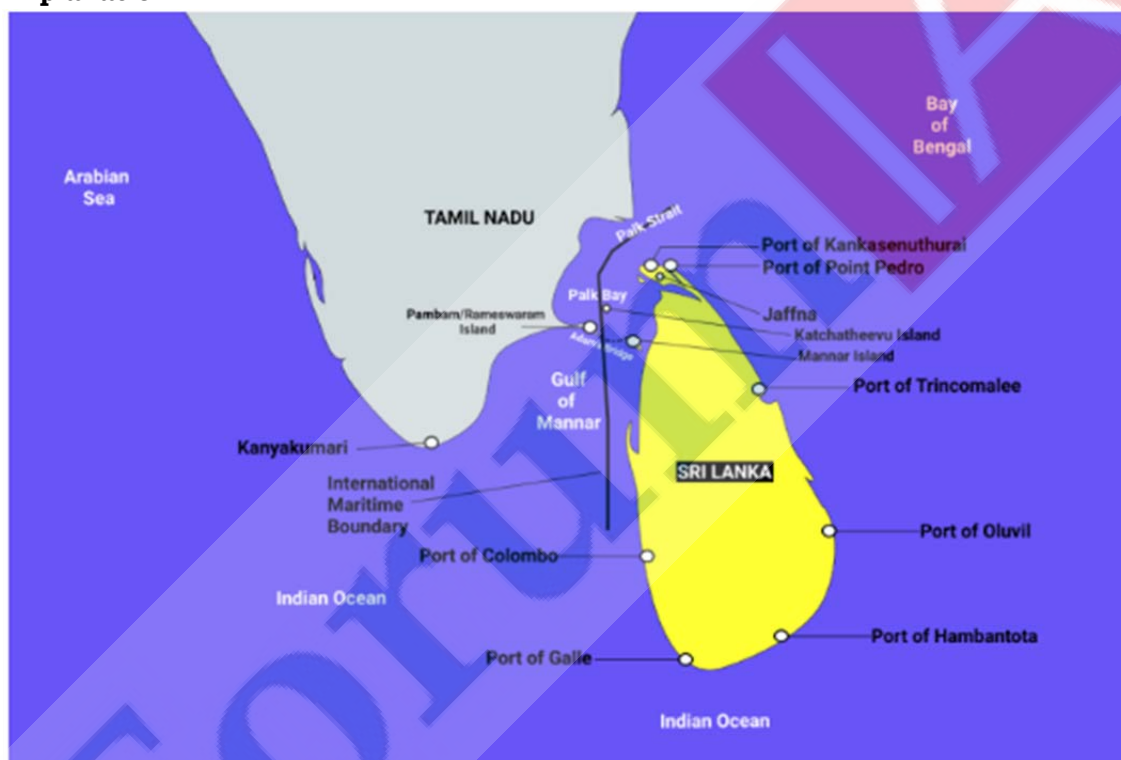 Bay
of
Bengal
Arabian
Sea
TAMIL NADU
Palk Strait
Port of Kankasenuthurai
Port of Point Pedro
Palk Bay
Jaffna
Pambam/Rameswaram
Island
Katchatheevu Island
Adam's Bridge
Mannar Island
Gulf
of
Mannar
Port of Trincomalee
Kanyakumari
SRI LANKA
International
Maritime
Boundary
Port of Oluvil
Port of Colombo
Indian Ocean
Port of Hambantota
Port of Galle
Indian Ocean